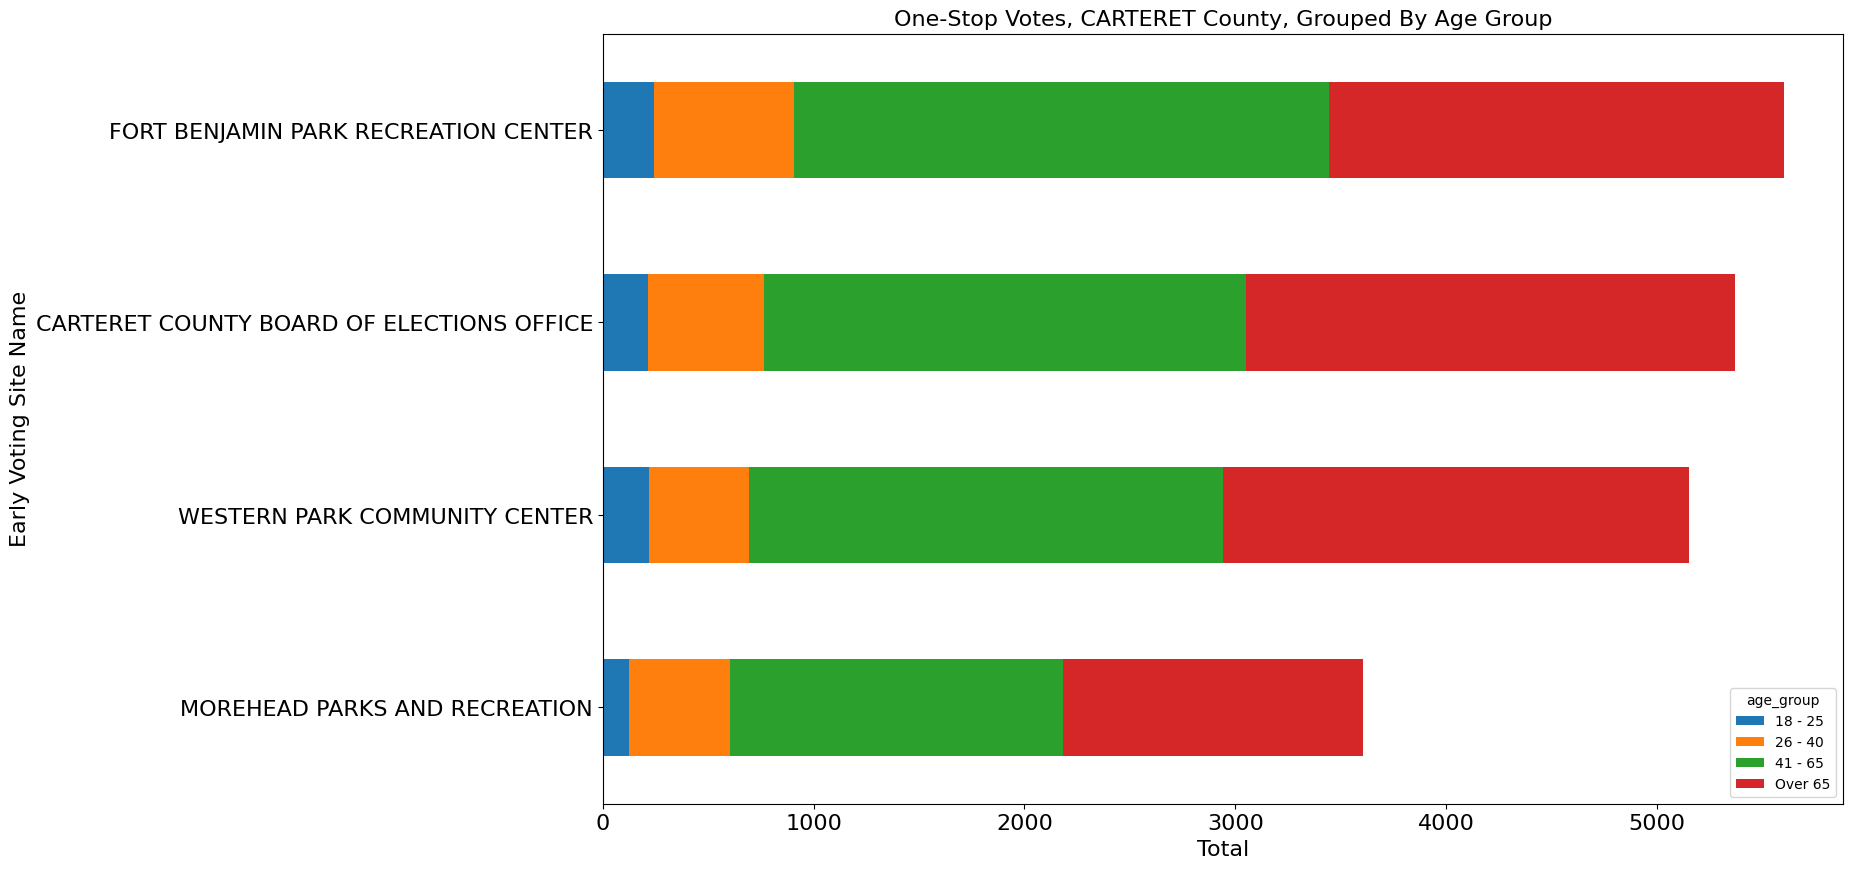 One-Stop Votes, CARTERET County, Grouped By Age Group
Early Voting Site Name
FORT BENJAMIN PARK RECREATION CENTER
CARTERET COUNTY BOARD OF ELECTIONS OFFICE
WESTERN PARK COMMUNITY CENTER
MOREHEAD PARKS AND RECREATION
age_group
18 - 25
26 - 40
41 - 65
Over 65
0 1000 2000 3000 4000 5000
Total